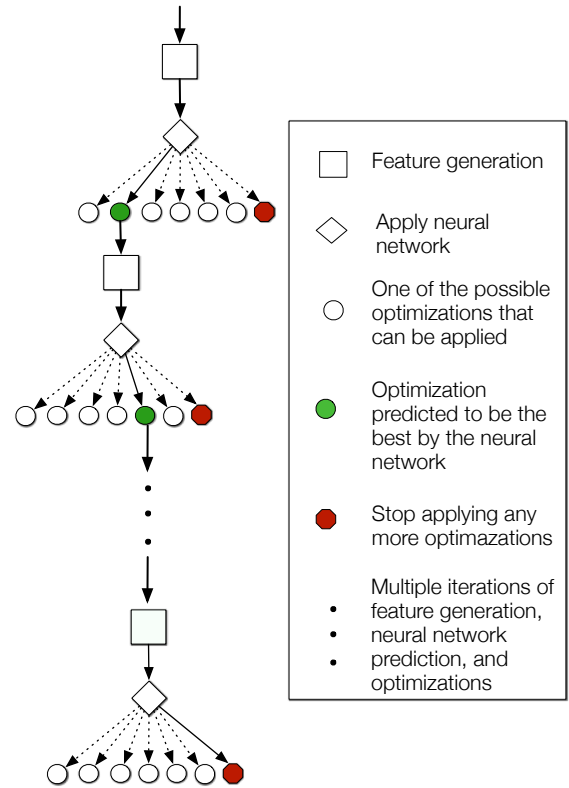 Feature generation
Apply neural
network
One of the possible
optimizations that
can be applied
Optimization
predicted to be the
best by the neural
network
Stop applying any
more optimazations
Multiple iterations of
feature generation,
neural network
prediction, and
optimizations